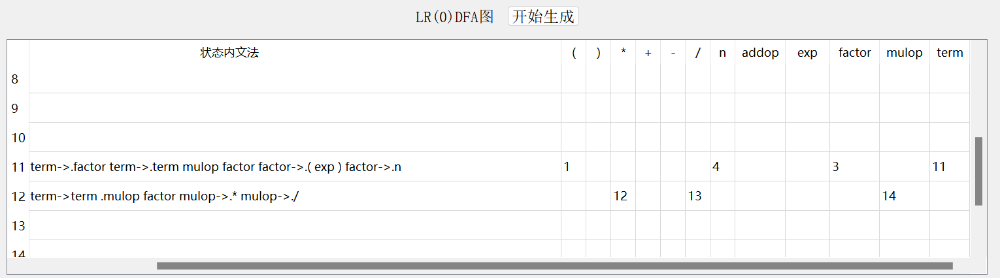 LR(0)DFA图 开始生成
状态内文法 ( ) * + - / n addop exp factor mulop term
8
9
10
11 term->.factor term->.term mulop factor factor->.( exp ) factor->.n 1 4 3 11
12 term->term .mulop factor mulop->.* mulop->./ 12 13 14
13
14